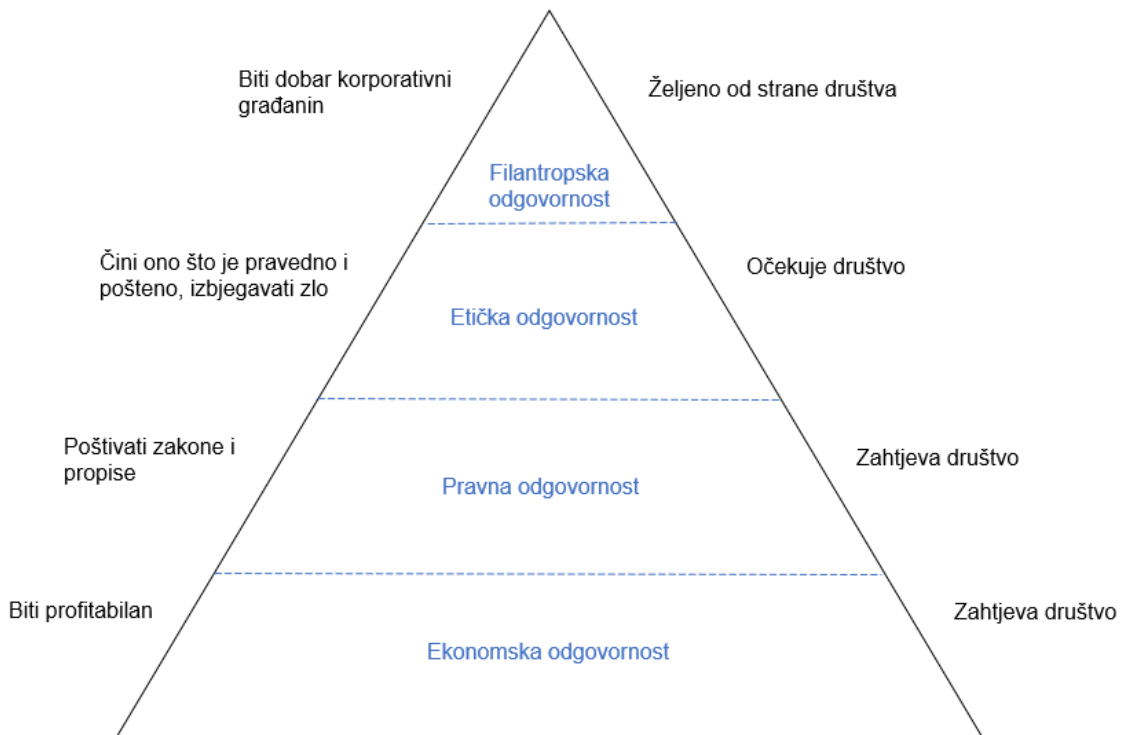 Biti dobar korporativni
građanin
Željeno od strane društva
Filantropska
odgovornost
Čini ono što je pravedno i
pošteno, izbjegavati zlo
Očekuje društvo
Etička odgovornost
Poštivati zakone i
propise
Zahtjeva društvo
Pravna odgovornost
Biti profitabilan
Zahtjeva društvo
Ekonomska odgovornost